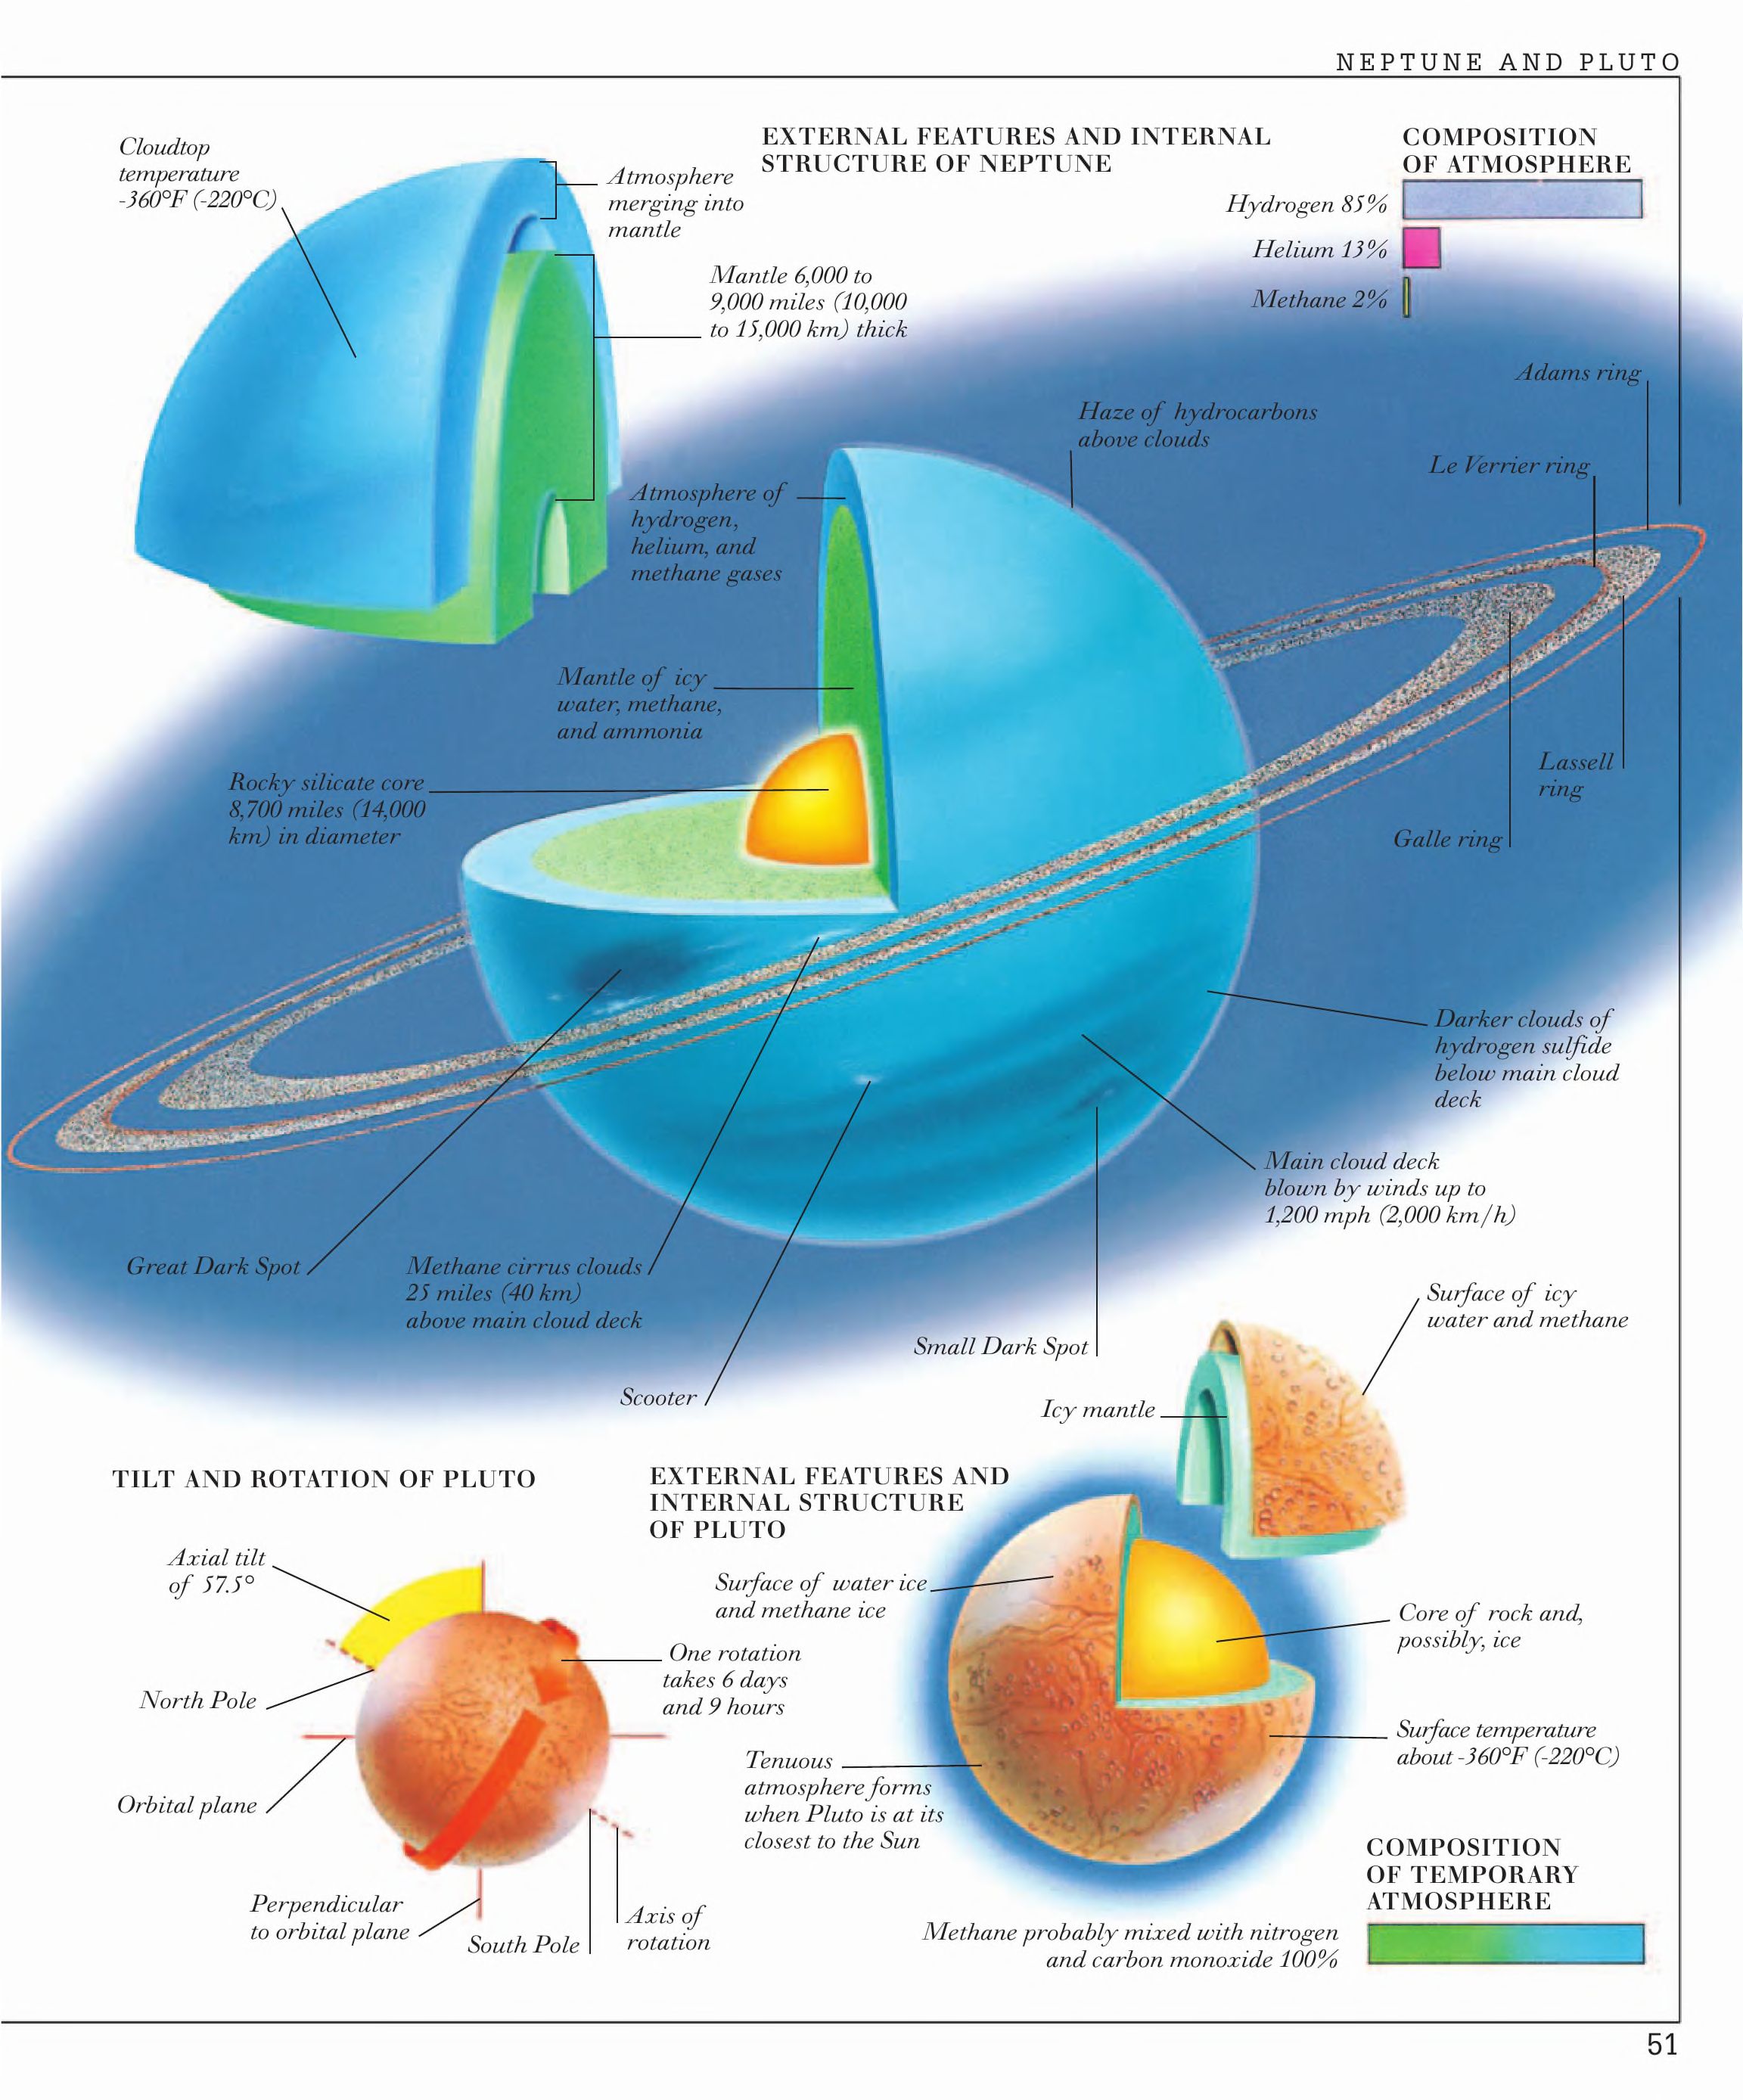 NEPTUNE AND PLUTO
EXTERNAL FEATURES AND INTERNAL
STRUCTURE OF NEPTUNE
COMPOSITION
OF ATMOSPHERE
Hydrogen 85%
Helium 13%
Methane 2%
Cloudtop
temperature
-360°F (-220°C)
Atmosphere
merging into
mantle
Mantle 6,000 to
9,000 miles (10,000
to 15,000 km) thick
Adams ring
Haze of hydrocarbons
above clouds
Le Verrier ring
Atmosphere of
hydrogen,
helium, and
methane gases
Mantle of icy
water, methane,
and ammonia
Rocky silicate core
8,700 miles (14,000
km) in diameter
Lassell
ring
Galle ring
Darker clouds of
hydrogen sulfide
below main cloud
deck
Main cloud deck
blown by winds up to
1,200 mph (2,000 km/h)
Great Dark Spot
Methane cirrus clouds
25 miles (40 km)
above main cloud deck
Small Dark Spot
Scooter
Surface of icy
water and methane
Icy mantle
TILT AND ROTATION OF PLUTO
Axial tilt
of 57.5°
North Pole
One rotation
takes 6 days
and 9 hours
Orbital plane
Perpendicular
to orbital plane
South Pole
Axis of
rotation
EXTERNAL FEATURES AND
INTERNAL STRUCTURE
OF PLUTO
Surface of water ice
and methane ice
Core of rock and,
possibly, ice
Surface temperature
about -360°F (-220°C)
Tenuous
atmosphere forms
when Pluto is at its
closest to the Sun
COMPOSITION
OF TEMPORARY
ATMOSPHERE
Methane probably mixed with nitrogen
and carbon monoxide 100%
51